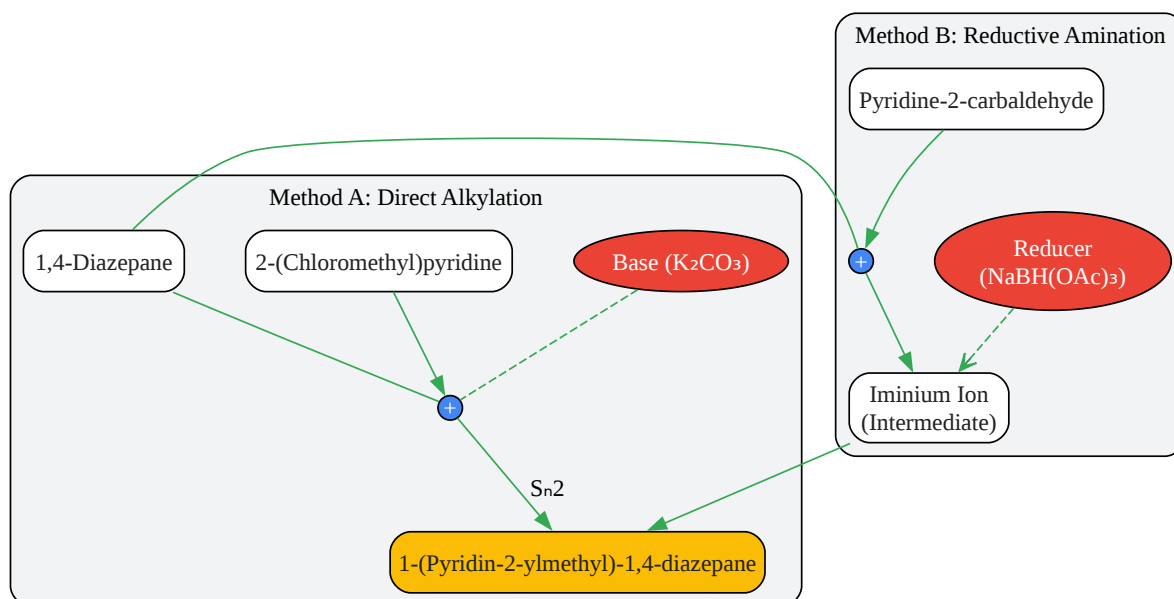 Method B: Reductive Amination
Pyridine-2-carbaldehyde
Method A: Direct Alkylation
1,4-Diazepane
2-(Chloromethyl)pyridine
Base (K₂CO₃)
+
Reducer
(NaBH(OAc)₃)
+
Iminium Ion
(Intermediate)
Sₙ2
1-(Pyridin-2-ylmethyl)-1,4-diazepane